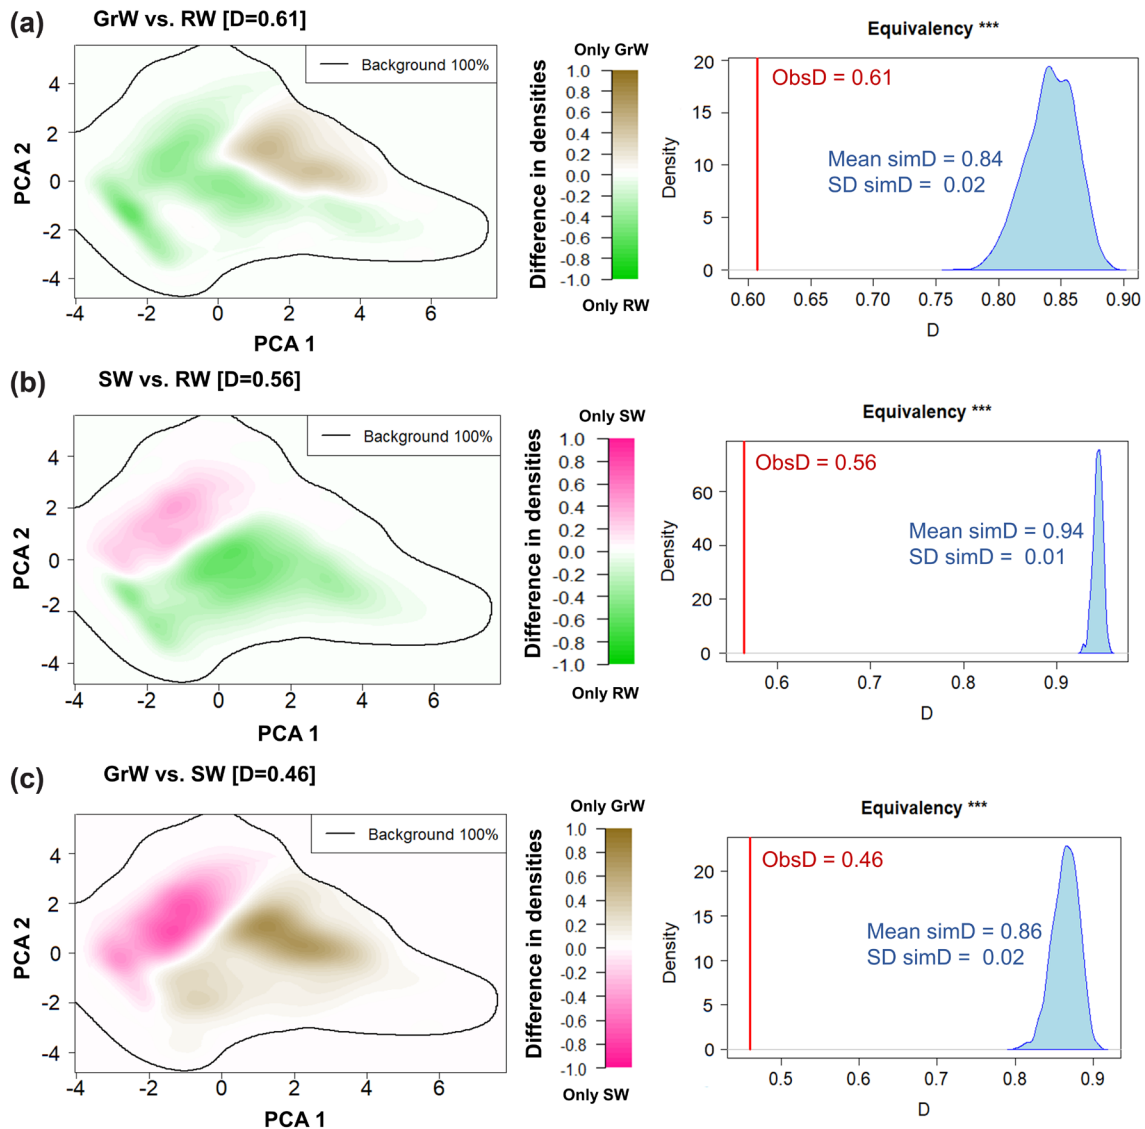 (a)
GrW vs. RW [D=0.61]
Background 100%
4
2
0
-2
-4
PCA 2
-4
-2
0
2
4
6
PCA 1
Only GrW
1.0
0.8
0.6
0.4
0.2
0.0
-0.2
-0.4
-0.6
-0.8
-1.0
Difference in densities
Only RW
Equivalency ***
ObsD = 0.61
Mean simD = 0.84
SD simD = 0.02
20
15
10
5
0
Density
0.60
0.65
0.70
0.75
0.80
0.85
0.90
D
(b)
SW vs. RW [D=0.56]
Background 100%
4
2
0
-2
-4
PCA 2
-4
-2
0
2
4
6
PCA 1
Only SW
1.0
0.8
0.6
0.4
0.2
0.0
-0.2
-0.4
-0.6
-0.8
-1.0
Difference in densities
Only RW
Equivalency ***
ObsD = 0.56
Mean simD = 0.94
SD simD = 0.01
60
40
20
0
Density
0.6
0.7
0.8
0.9
D
(c)
GrW vs. SW [D=0.46]
Background 100%
4
2
0
-2
-4
PCA 2
-4
-2
0
2
4
6
PCA 1
Only GrW
1.0
0.8
0.6
0.4
0.2
0.0
-0.2
-0.4
-0.6
-0.8
-1.0
Difference in densities
Only SW
Equivalency ***
ObsD = 0.46
Mean simD = 0.86
SD simD = 0.02
20
15
10
5
0
Density
0.5
0.6
0.7
0.8
0.9
D